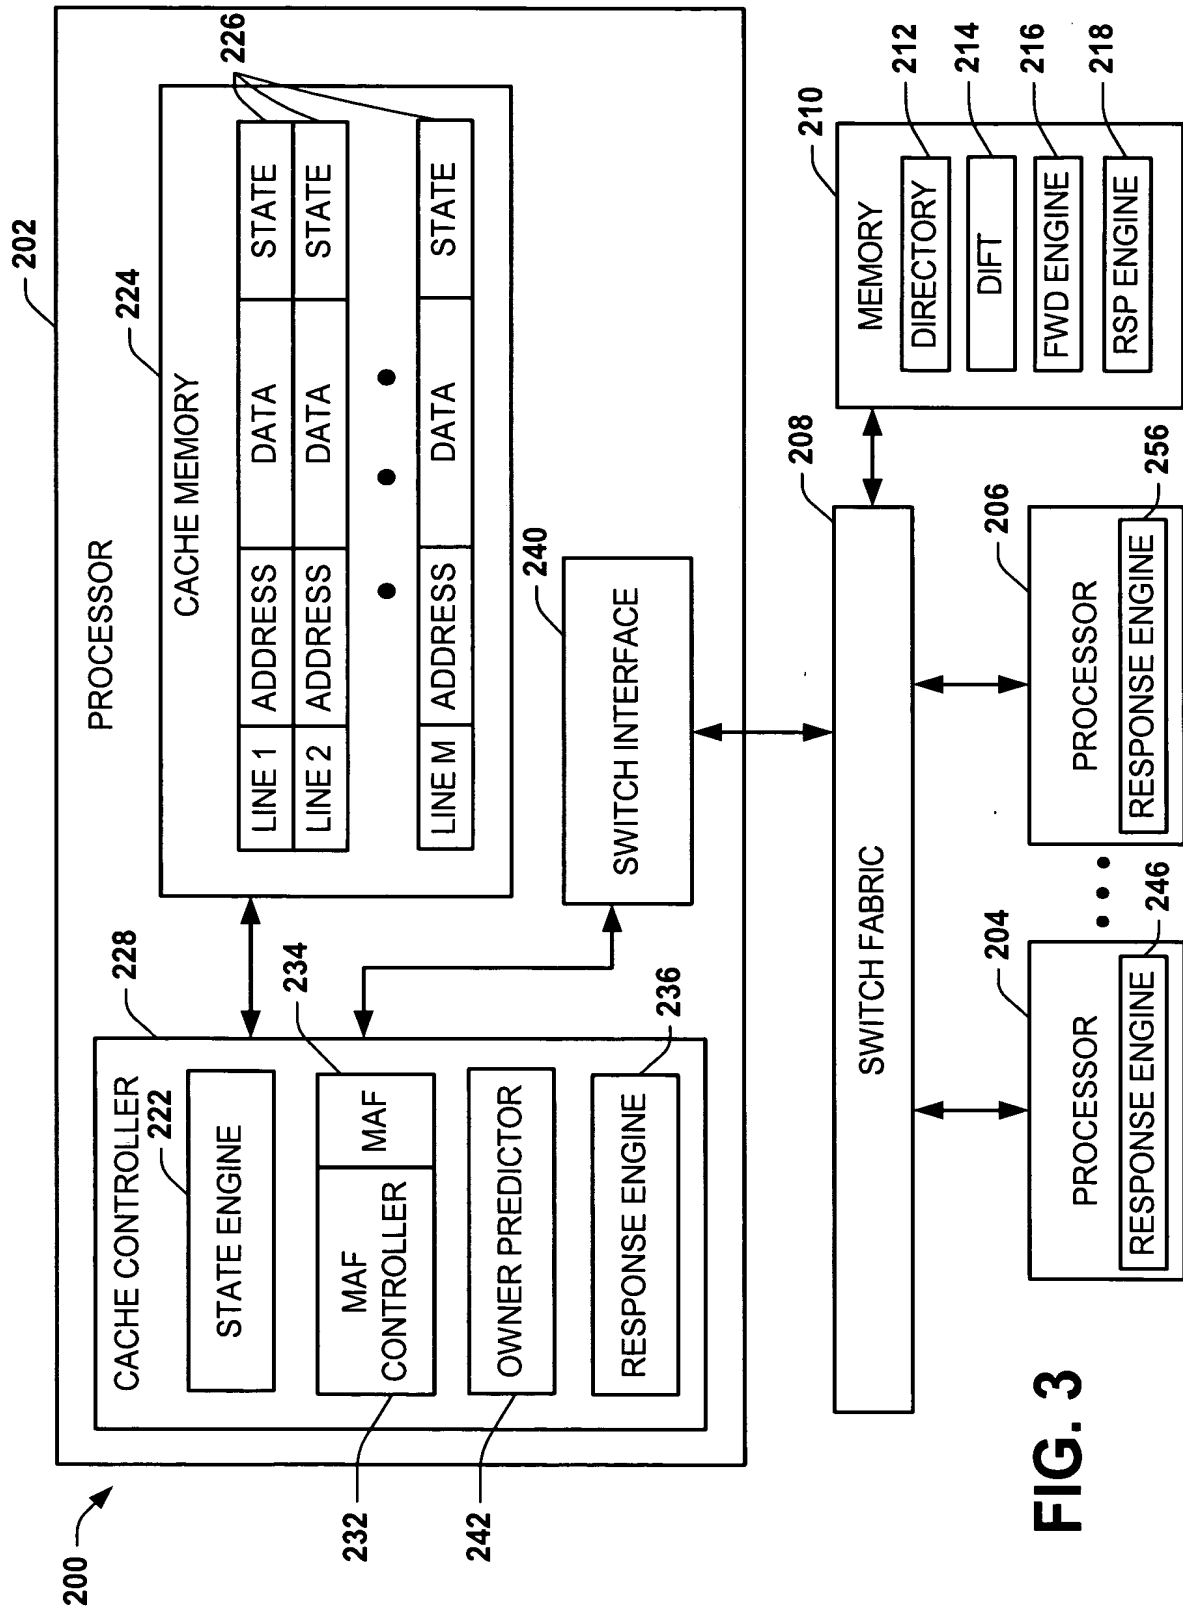 200
202
PROCESSOR
CACHE CONTROLLER
228
222
STATE ENGINE
MAF CONTROLLER
MAF
232
234
OWNER PREDICTOR
242
RESPONSE ENGINE
236
224
CACHE MEMORY
LINE 1 ADDRESS DATA STATE
LINE 2 ADDRESS DATA STATE
• • •
LINE M ADDRESS DATA STATE
226
240
SWITCH INTERFACE
208
SWITCH FABRIC
204
PROCESSOR
RESPONSE ENGINE
246
• • •
206
PROCESSOR
RESPONSE ENGINE
256
210
MEMORY
DIRECTORY
212
DIFT
214
FWD ENGINE
216
RSP ENGINE
218
FIG. 3